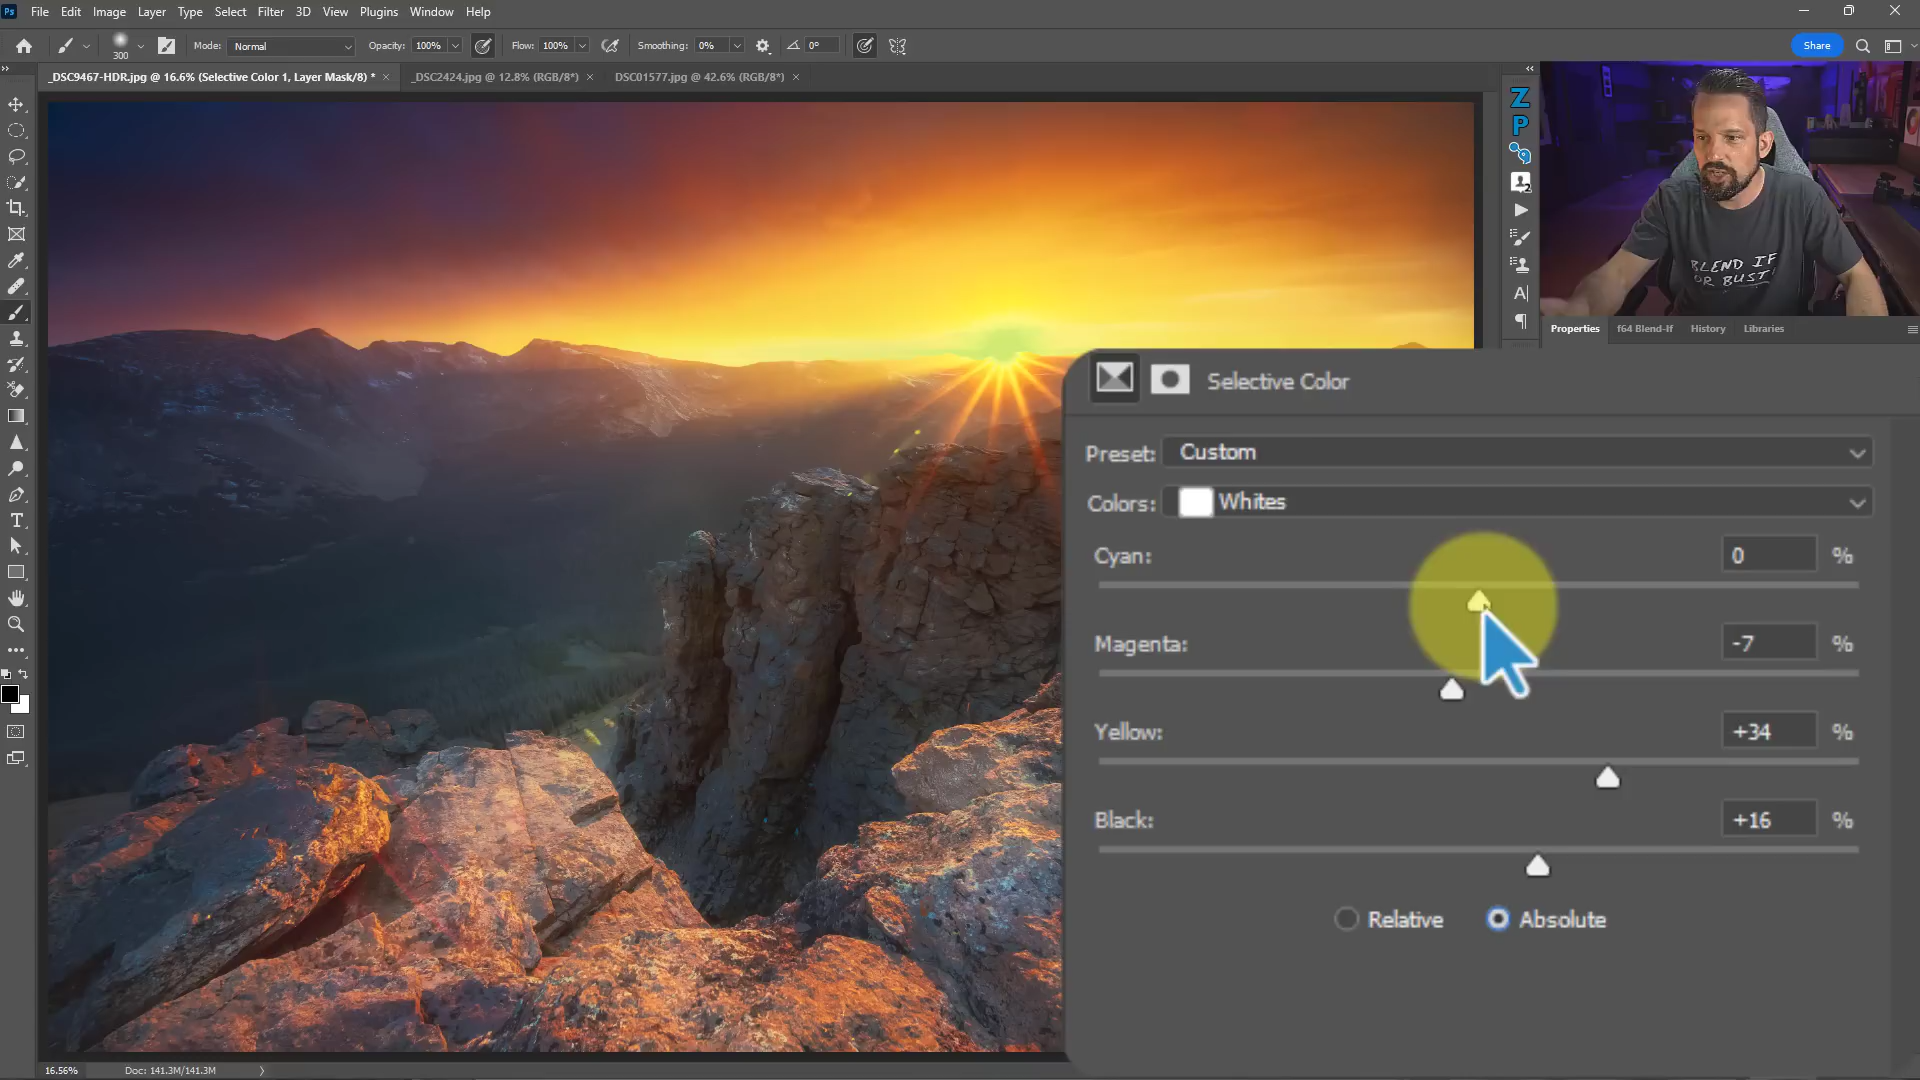 Ps File Edit Image Layer Type Select Filter 3D View Plugins Window Help
300 Mode: Normal Opacity: 100% Flow: 100% Smoothing: 0% 0° Share
_DSC9467-HDR.jpg @ 16.6% (Selective Color 1, Layer Mask/8) * × _DSC2424.jpg @ 12.8% (RGB/8*) × DSC01577.jpg @ 42.6% (RGB/8*) ×
Z
P
2
A
BLEND IF
OR BUST!
Properties f64 Blend-If History Libraries
Selective Color
Preset: Custom
Colors: Whites
Cyan: 0 %
Magenta: -7 %
Yellow: +34 %
Black: +16 %
Relative Absolute
T
16.56% Doc: 141.3M/141.3M